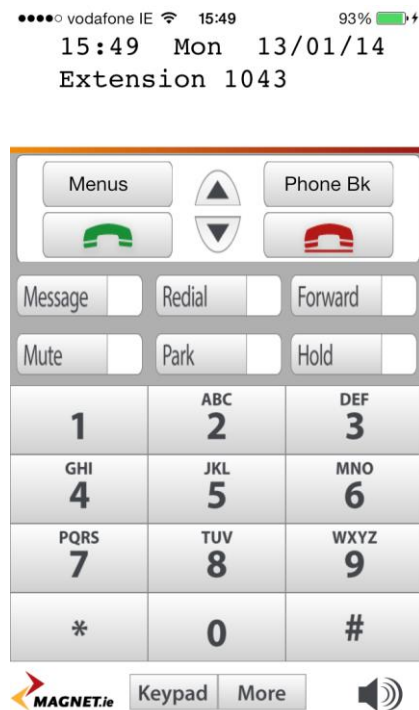 vodafone IE 15:49 93%
15:49 Mon 13/01/14
Extension 1043
Menus Phone Bk
Message Redial Forward
Mute Park Hold
1 ABC 2 DEF 3
GHI 4 JKL 5 MNO 6
PQRS 7 TUV 8 WXYZ 9
* 0 #
MAGNET.ie Keypad More